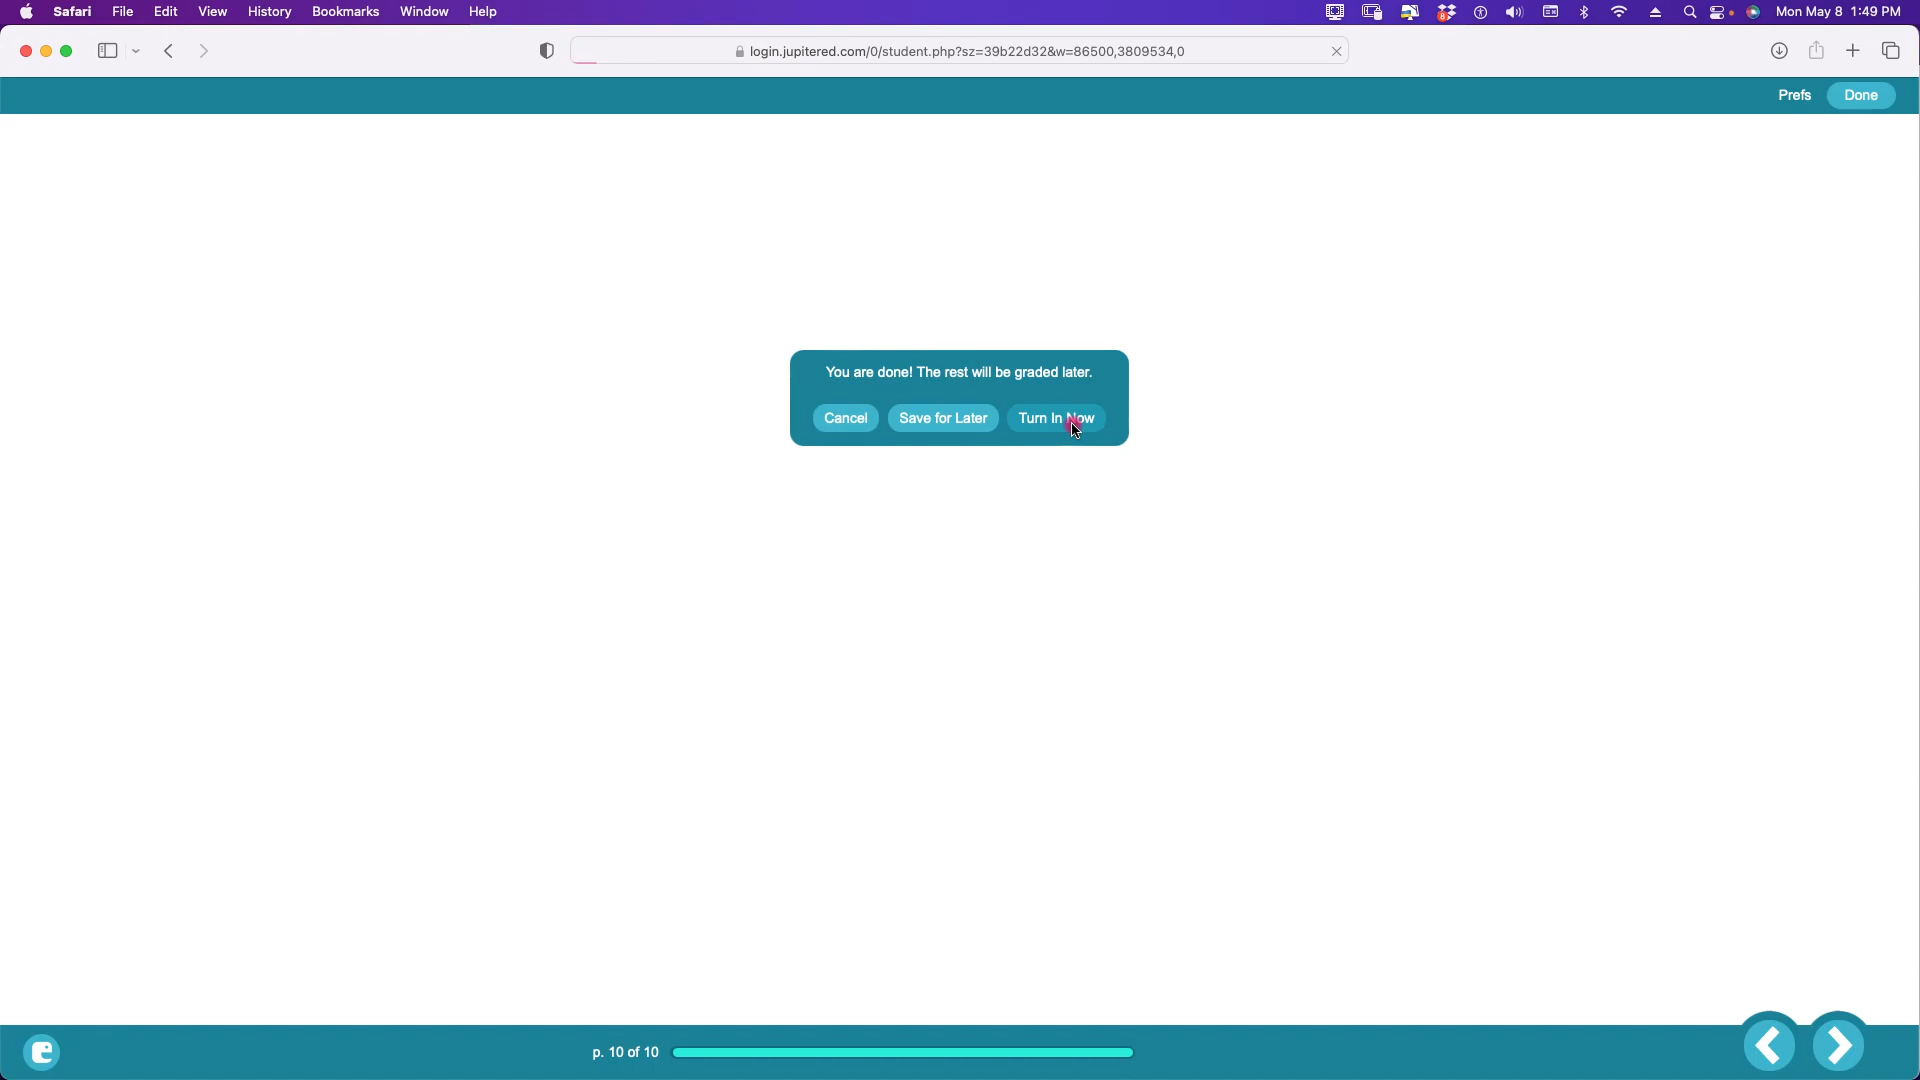 Safari File Edit View History Bookmarks Window Help 8 Mon May 8 1:49 PM
login.jupitered.com/0/student.php?sz=39b22d32&w=86500,3809534,0
Prefs Done
You are done! The rest will be graded later.
Cancel Save for Later Turn In Now
p. 10 of 10